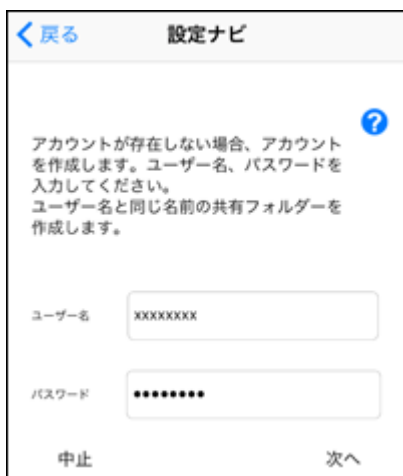 戻る 設定ナビ
?
アカウントが存在しない場合、アカウント
を作成します。ユーザー名、パスワードを
入力してください。
ユーザー名と同じ名前の共有フォルダーを
作成します。
ユーザー名 xxxxxxxx
パスワード ●●●●●●●●
中止 次へ